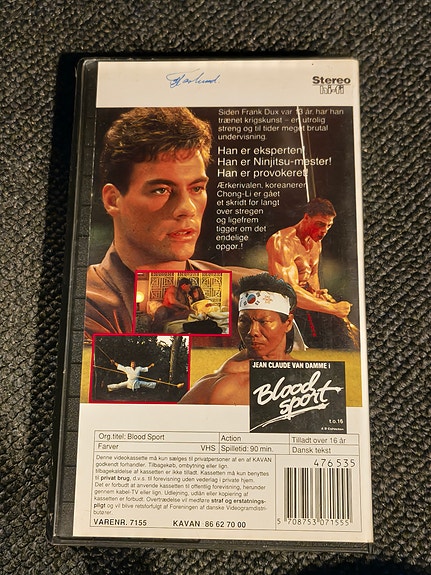 Stereo
hi-fi
Siden Frank Dux var 13 år, har han
trænet krigskunst – en utrolig
streng og til tider meget brutal
undervisning.
Han er eksperten!
Han er Ninjitsu-mester!
Han er provokeret!
Ærkerivalen, koreaneren
Chong-Li er gået
et skridt for langt
over stregen
og ligefrem
tigger om det
endelige
opgør.!
JEAN CLAUDE VAN DAMME i
Blood
sport
t.o.16
Org.titel: Blood Sport
Action
Tilladt over 16 år
Farver
VHS
Spilletid: 90 min.
Dansk tekst
Denne videokassette må kun sælges til privatpersoner af en af KAVAN
godkendt forhandler. Tilbagekøb, ombytning eller lign.
tilbagekaldelse af kassetten er ikke tilladt. Kassetten må kun benyttes
til privat brug, d.v.s. til forevisning uden vederlag i private hjem.
Det er forbudt at anvende kassetten til offentlig forevisning, herunder
gennem kabel-TV eller lign. Udlejning, udlån eller kopiering af
kassetten er forbudt. Overtrædelse vil medføre straf og erstatnings-
pligt og vil blive retsforfulgt af Foreningen af danske Videogramdistri-
butører.
VARENR. 7155
KAVAN: 86 62 70 00
476 535
5 708753 071555